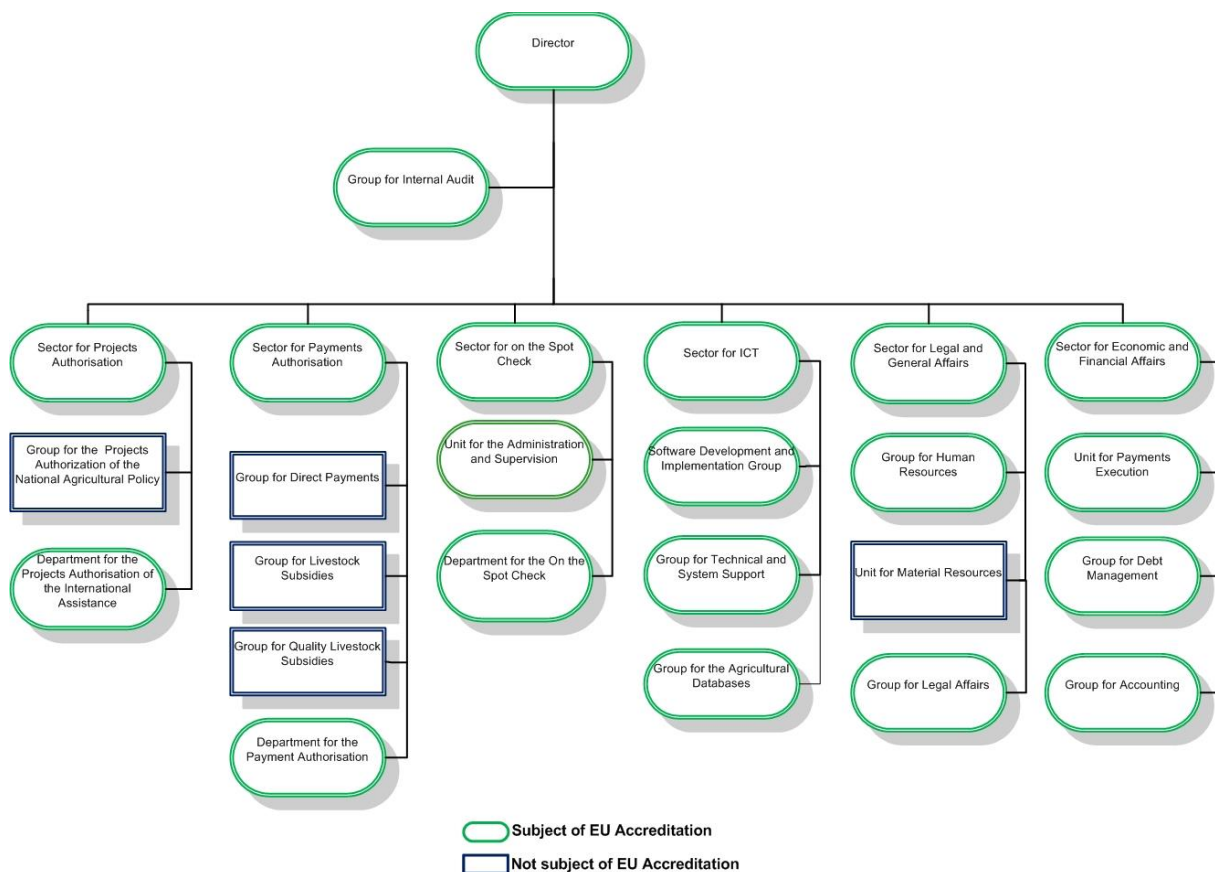 Director
Group for Internal Audit
Sector for Projects
Authorisation
Group for the Projects
Authorization of the
National Agricultural Policy
Department for the
Projects Authorisation of
the International
Assistance
Sector for Payments
Authorisation
Group for Direct Payments
Group for Livestock
Subsidies
Group for Quality Livestock
Subsidies
Department for the
Payment Authorisation
Sector for on the Spot
Check
Unit for the Administration
and Supervision
Department for the On the
Spot Check
Sector for ICT
Software Development and
Implementation Group
Group for Technical and
System Support
Group for the Agricultural
Databases
Sector for Legal and
General Affairs
Group for Human
Resources
Unit for Material Resources
Group for Legal Affairs
Sector for Economic and
Financial Affairs
Unit for Payments
Execution
Group for Debt
Management
Group for Accounting
Subject of EU Accreditation
Not subject of EU Accreditation